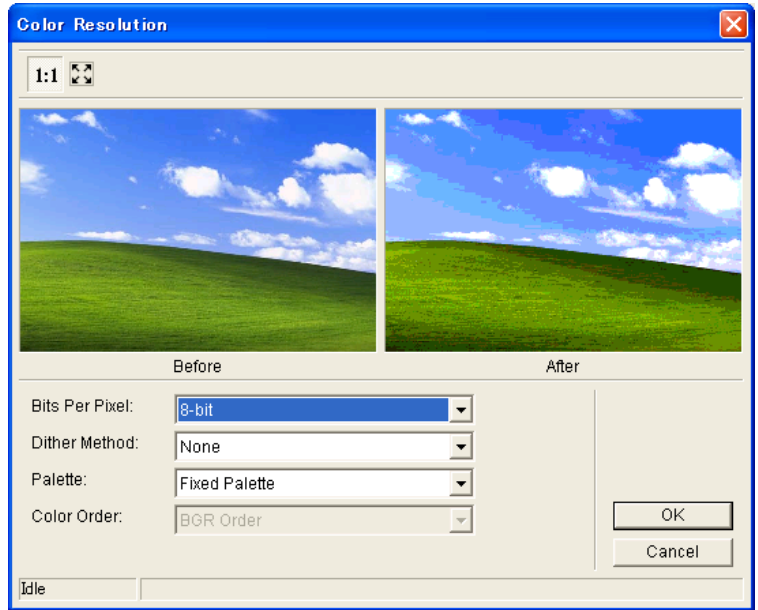 Color Resolution
1:1
Before
After
Bits Per Pixel:
8-bit
Dither Method:
None
Palette:
Fixed Palette
Color Order:
BGR Order
OK
Cancel
Idle